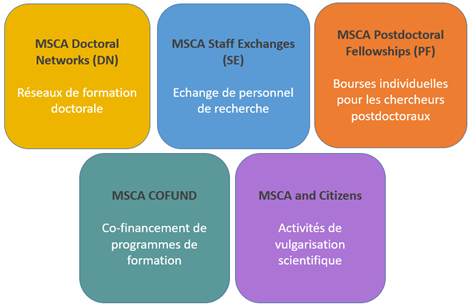 MSCA Doctoral
Networks (DN)
Réseaux de formation
doctorale
MSCA Staff Exchanges
(SE)
Echange de personnel
de recherche
MSCA Postdoctoral
Fellowships (PF)
Bourses individuelles
pour les chercheurs
postdoctoraux
MSCA COFUND
Co-financement de
programmes de
formation
MSCA and Citizens
Activités de
vulgarisation
scientifique